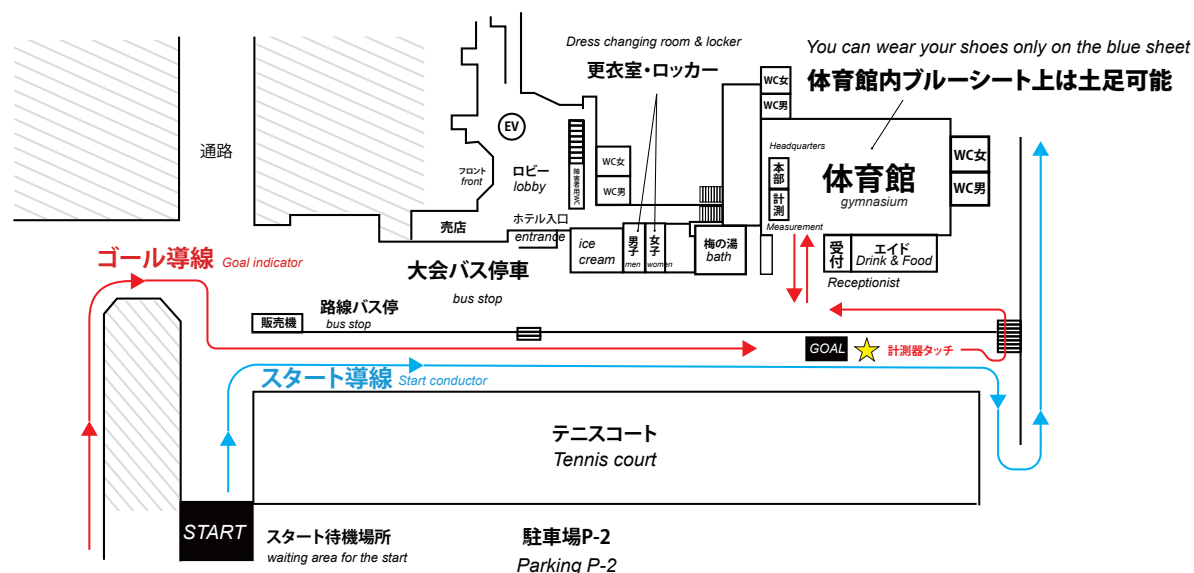 You can wear your shoes only on the blue sheet
体育館内ブルーシート上は土足可能
Dress changing room & locker
更衣室・ロッカー
WC女
WC男
EV
通路
フロント
front
ロビー
lobby
障害者用WC
WC女
WC男
Headquarters
本部
計測
Measurement
体育館
gymnasium
WC女
WC男
売店
ホテル入口
entrance
ice
cream
男子
men
女子
women
梅の湯
bath
受付
Receptionist
エイド
Drink & Food
ゴール導線 Goal indicator
大会バス停車
bus stop
路線バス停
bus stop
販売機
GOAL
計測器タッチ
スタート導線 Start conductor
テニスコート
Tennis court
START
スタート待機場所
waiting area for the start
駐車場P-2
Parking P-2